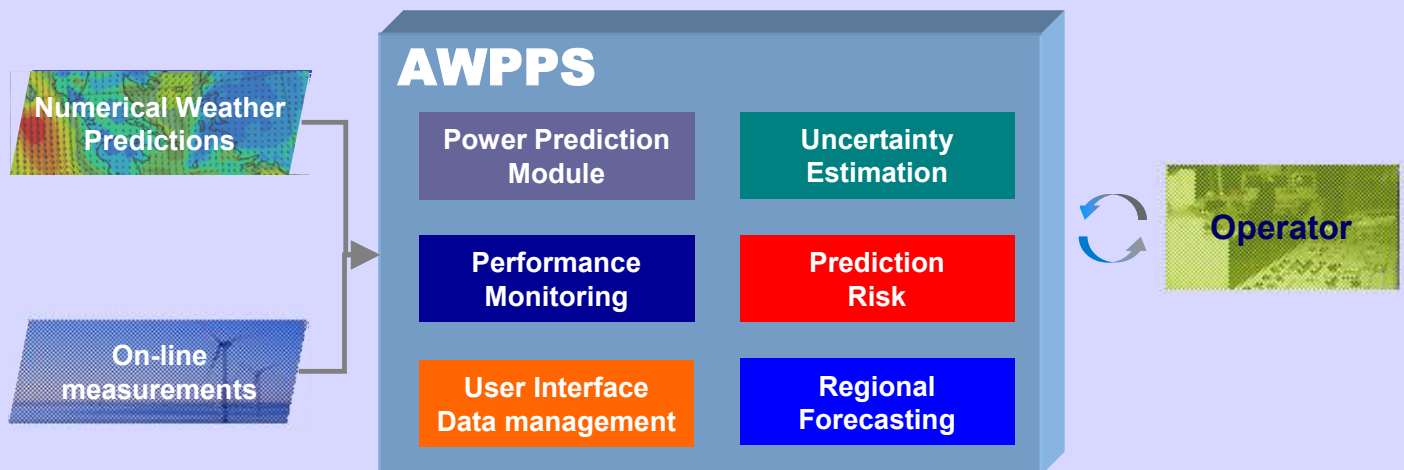 AWPPS
Numerical Weather
Predictions
On-line
measurements
Power Prediction
Module
Uncertainty
Estimation
Performance
Monitoring
Prediction
Risk
User Interface
Data management
Regional
Forecasting
Operator